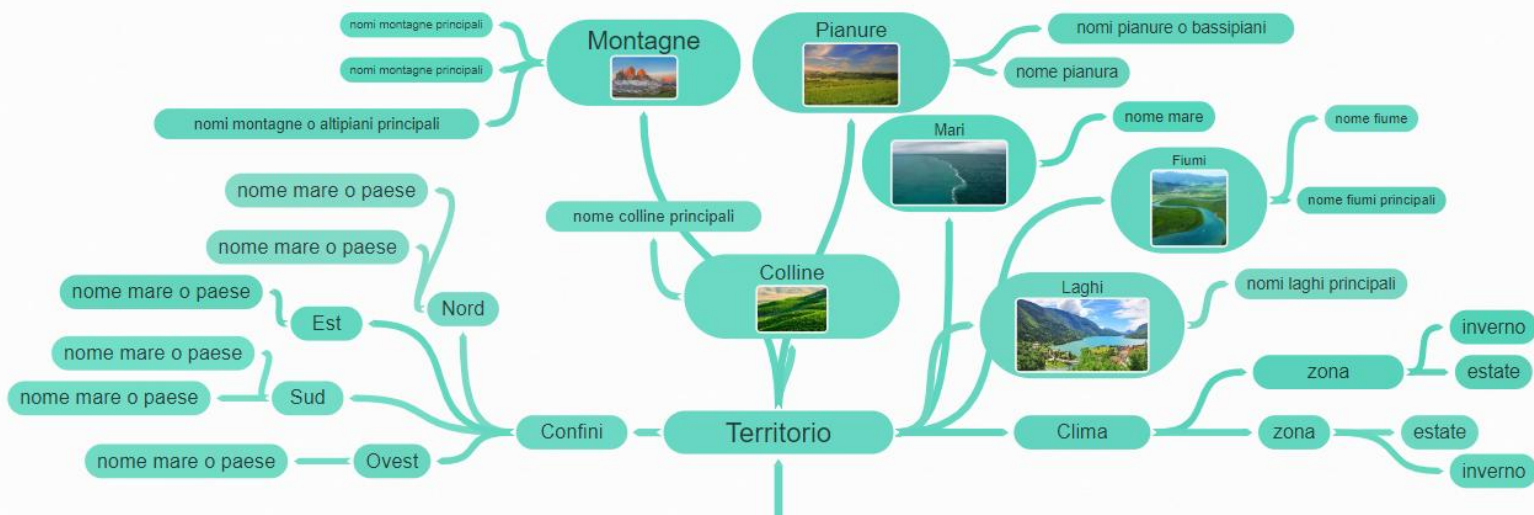 nomi montagne principali
nomi montagne principali
nomi montagne o altipiani principali
Montagne
Pianure
nomi pianure o bassipiani
nome pianura
Mari
nome mare
Fiumi
nome fiume
nome fiumi principali
nome colline principali
Colline
Laghi
nomi laghi principali
nome mare o paese
nome mare o paese
Nord
nome mare o paese
Est
nome mare o paese
nome mare o paese
Sud
nome mare o paese
Ovest
Confini
Territorio
Clima
zona
inverno
estate
zona
estate
inverno